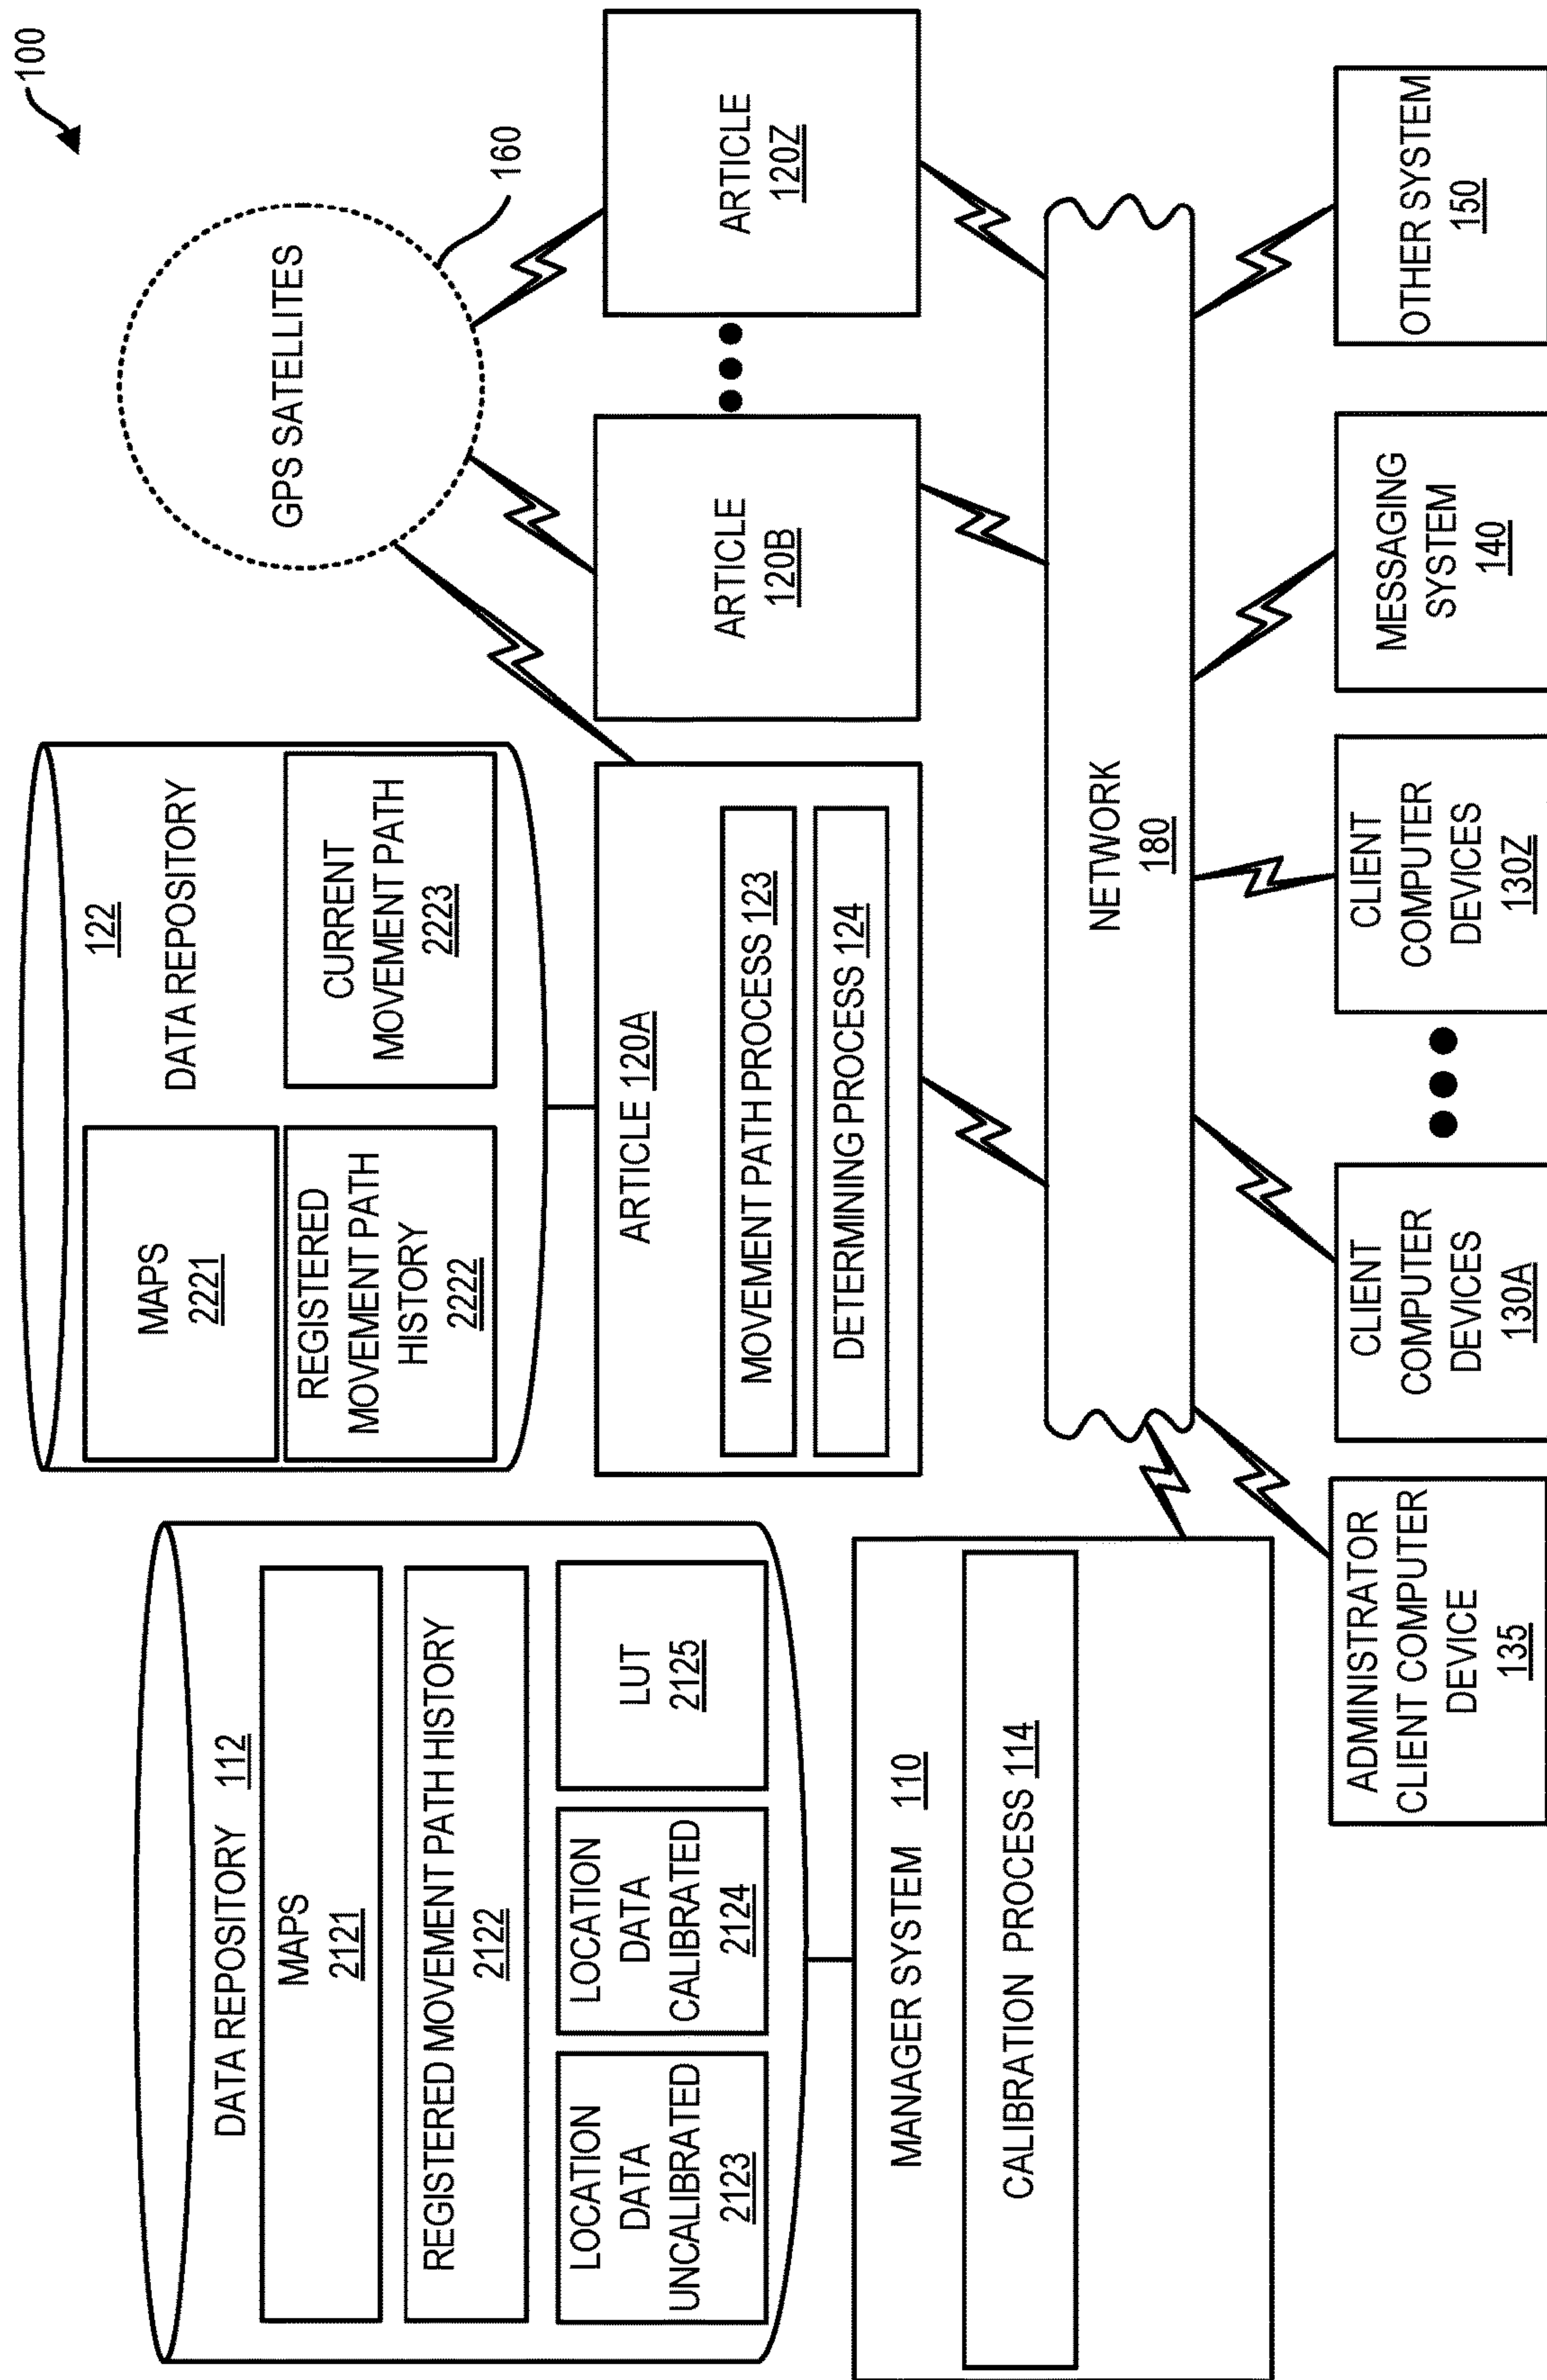 100
DATA REPOSITORY 112
MAPS
2121
REGISTERED MOVEMENT PATH HISTORY
2122
LOCATION
DATA
UNCALIBRATED
2123
LOCATION
DATA
CALIBRATED
2124
LUT
2125
MANAGER SYSTEM 110
CALIBRATION PROCESS 114
122
DATA REPOSITORY
MAPS
2221
REGISTERED
MOVEMENT PATH
HISTORY
2222
CURRENT
MOVEMENT PATH
2223
ARTICLE 120A
MOVEMENT PATH PROCESS 123
DETERMINING PROCESS 124
GPS SATELLITES
160
ARTICLE
120B
ARTICLE
120Z
NETWORK
180
ADMINISTRATOR
CLIENT COMPUTER
DEVICE
135
CLIENT
COMPUTER
DEVICES
130A
CLIENT
COMPUTER
DEVICES
130Z
MESSAGING
SYSTEM
140
OTHER SYSTEM
150